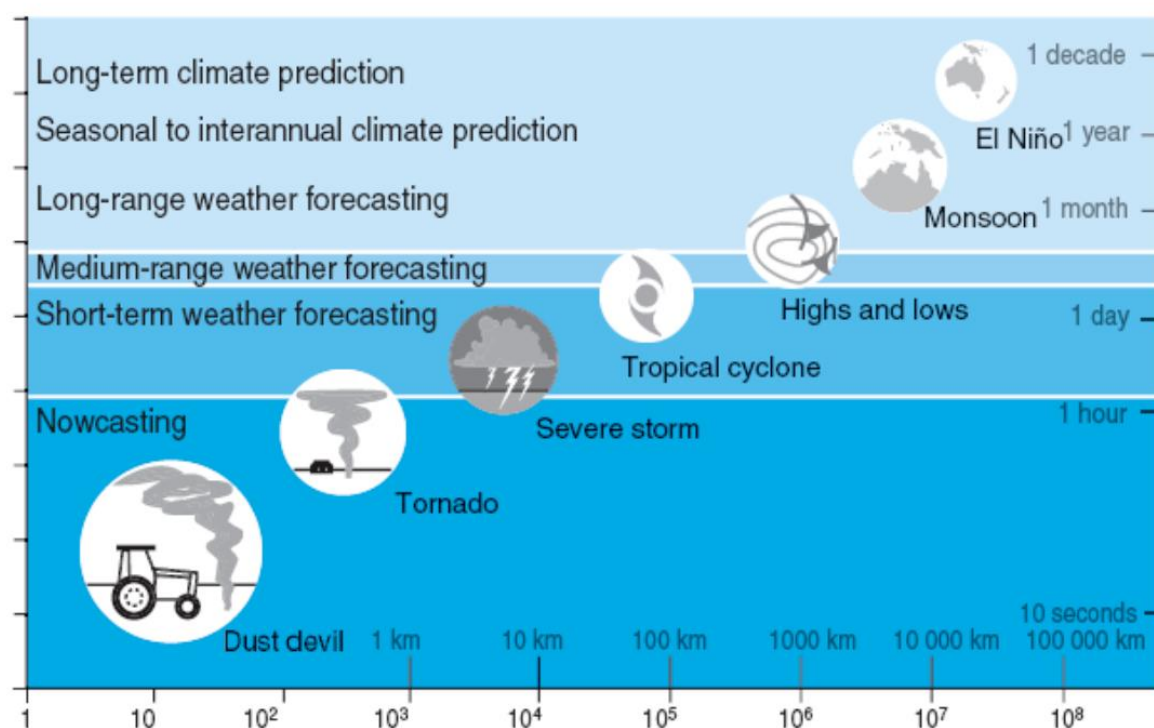 Long-term climate prediction
1 decade
Seasonal to interannual climate prediction
El Niño
1 year
Long-range weather forecasting
Monsoon
1 month
Medium-range weather forecasting
Highs and lows
Short-term weather forecasting
1 day
Tropical cyclone
Nowcasting
1 hour
Severe storm
Tornado
10 seconds
Dust devil
1 km 10 km 100 km 1000 km 10 000 km 100 000 km
1 10 10² 10³ 10⁴ 10⁵ 10⁶ 10⁷ 10⁸